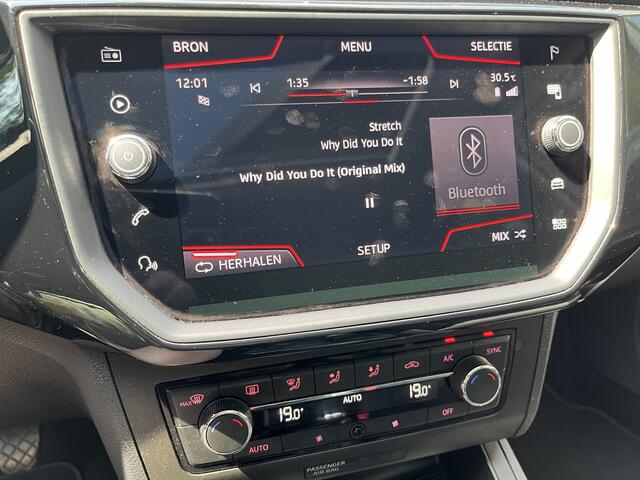 BRON MENU SELECTIE
12:01 1:35 -1:58 30.5°C
Stretch
Why Did You Do It
Why Did You Do It (Original Mix)
Bluetooth
MIX
HERHALEN SETUP
A/C SYNC
MAX
19.0° AUTO 19.0°
AUTO OFF
PASSENGER
AIR BAG